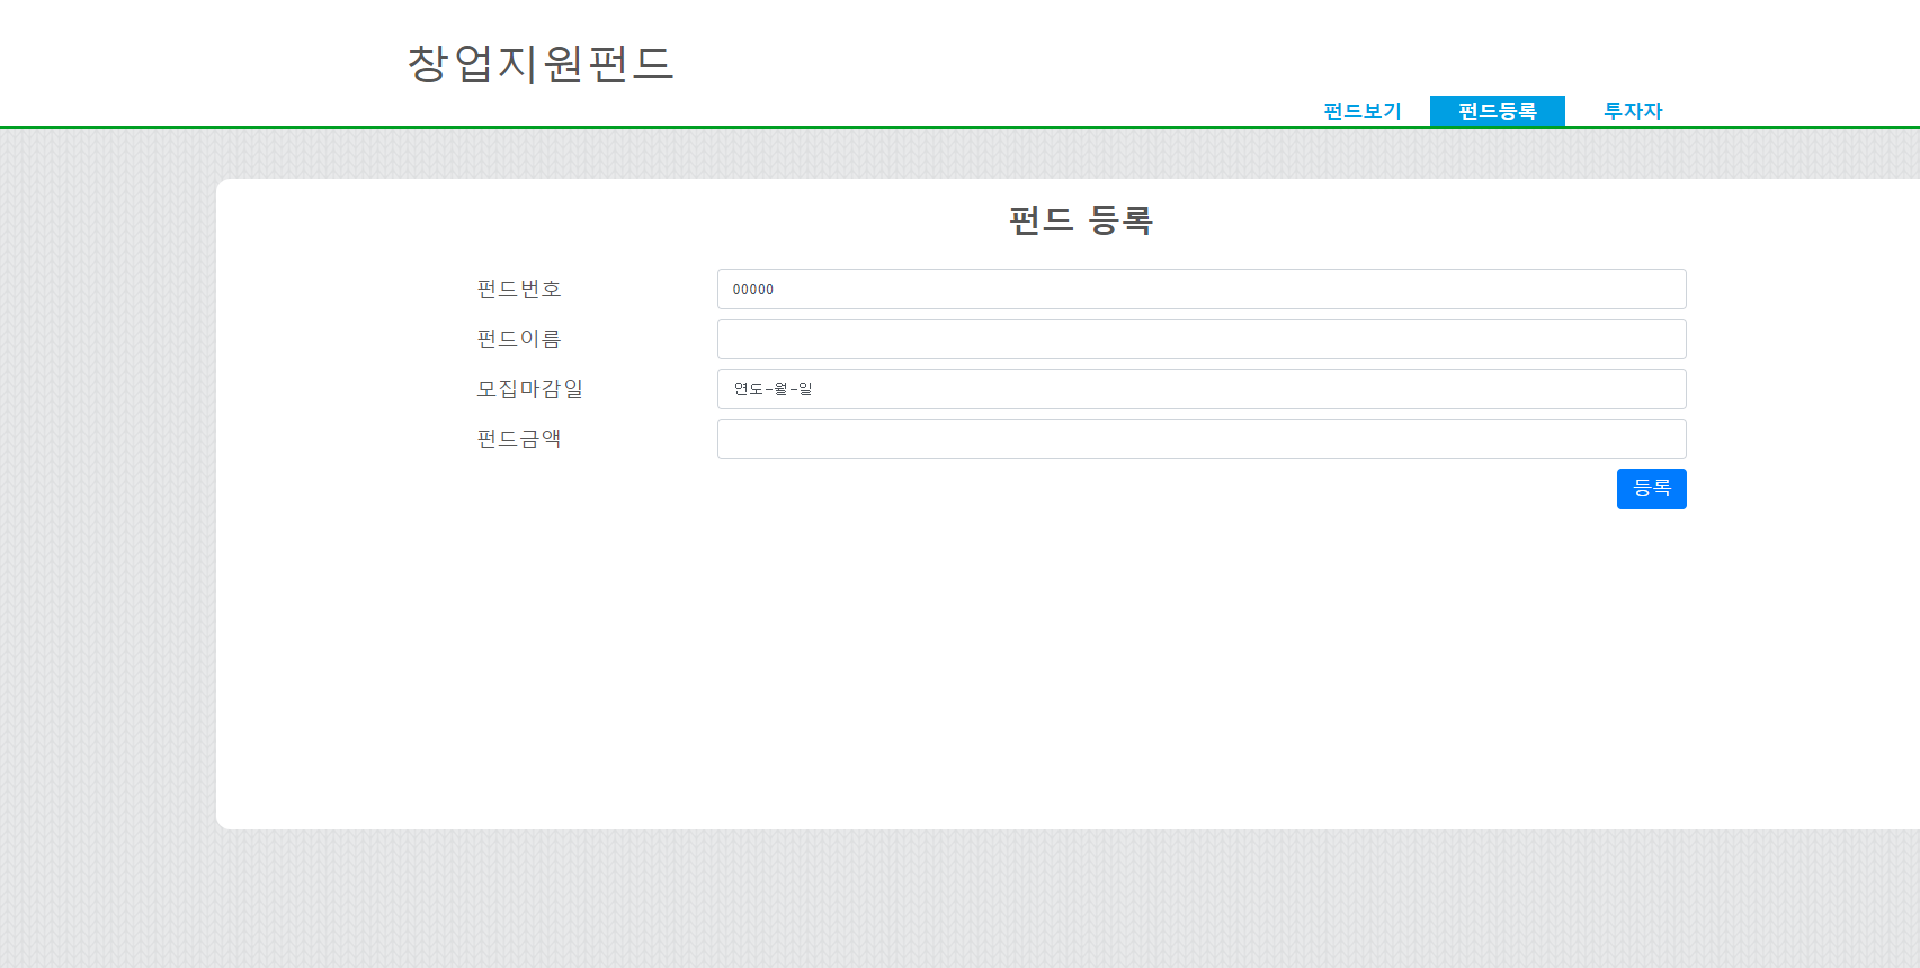 창업지원펀드
펀드보기 펀드등록 투자자
펀드 등록
펀드번호 00000
펀드이름
모집마감일 연도-월-일
펀드금액
등록